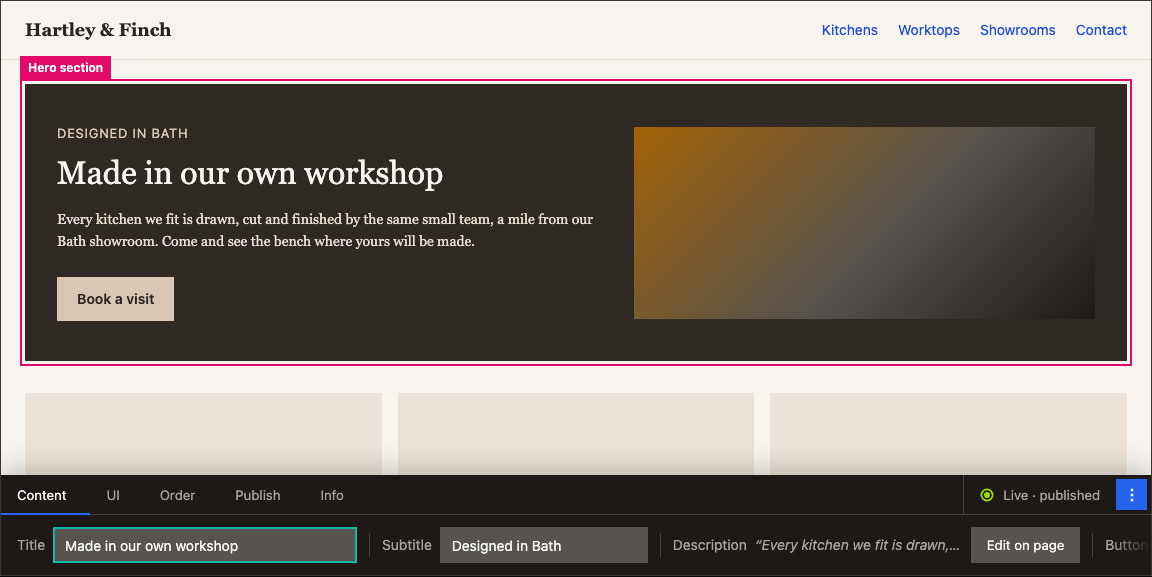 Hartley & Finch
Kitchens Worktops Showrooms Contact
Hero section
DESIGNED IN BATH
Made in our own workshop
Every kitchen we fit is drawn, cut and finished by the same small team, a mile from our
Bath showroom. Come and see the bench where yours will be made.
Book a visit
Content UI Order Publish Info Live · published
Title Made in our own workshop Subtitle Designed in Bath Description “Every kitchen we fit is drawn,… Edit on page Button